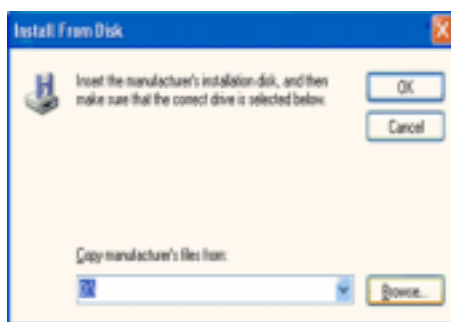 Install From Disk
Insert the manufacturer's installation disk, and then
make sure that the correct drive is selected below.
OK
Cancel
Copy manufacturer's files from:
Browse...